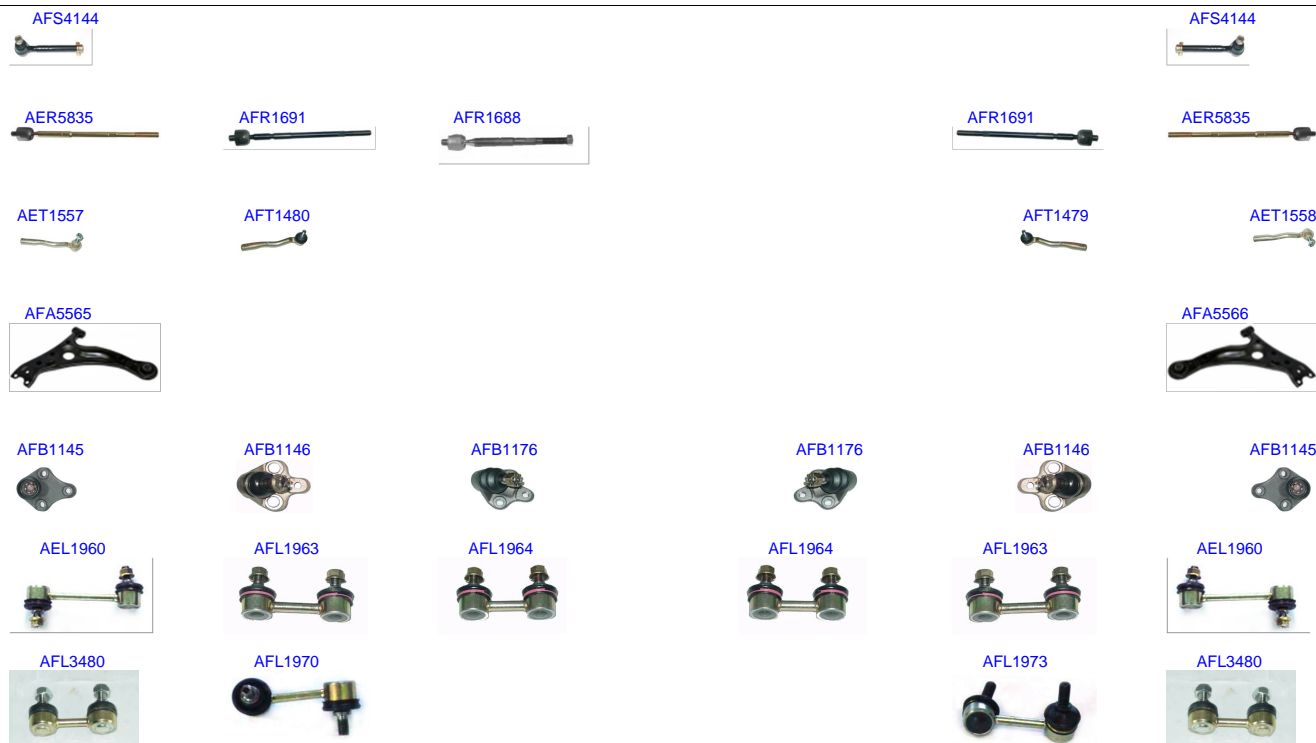 AFS4144 AFS4144
AER5835 AFR1691 AFR1688 AFR1691 AER5835
AET1557 AFT1480 AFT1479 AET1558
AFA5565 AFA5566
AFB1145 AFB1146 AFB1176 AFB1176 AFB1146 AFB1145
AEL1960 AFL1963 AFL1964 AFL1964 AFL1963 AEL1960
AFL3480 AFL1970 AFL1973 AFL3480